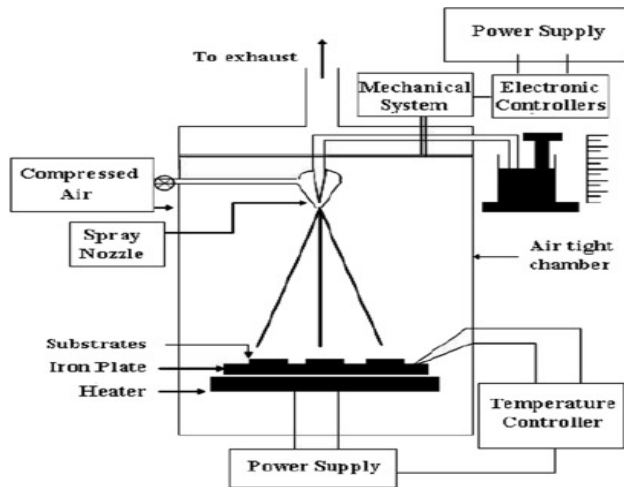 Power Supply
To exhaust
Mechanical
System
Electronic
Controllers
Compressed
Air
Spray
Nozzle
Air tight
chamber
Substrates
Iron Plate
Heater
Temperature
Controller
Power Supply